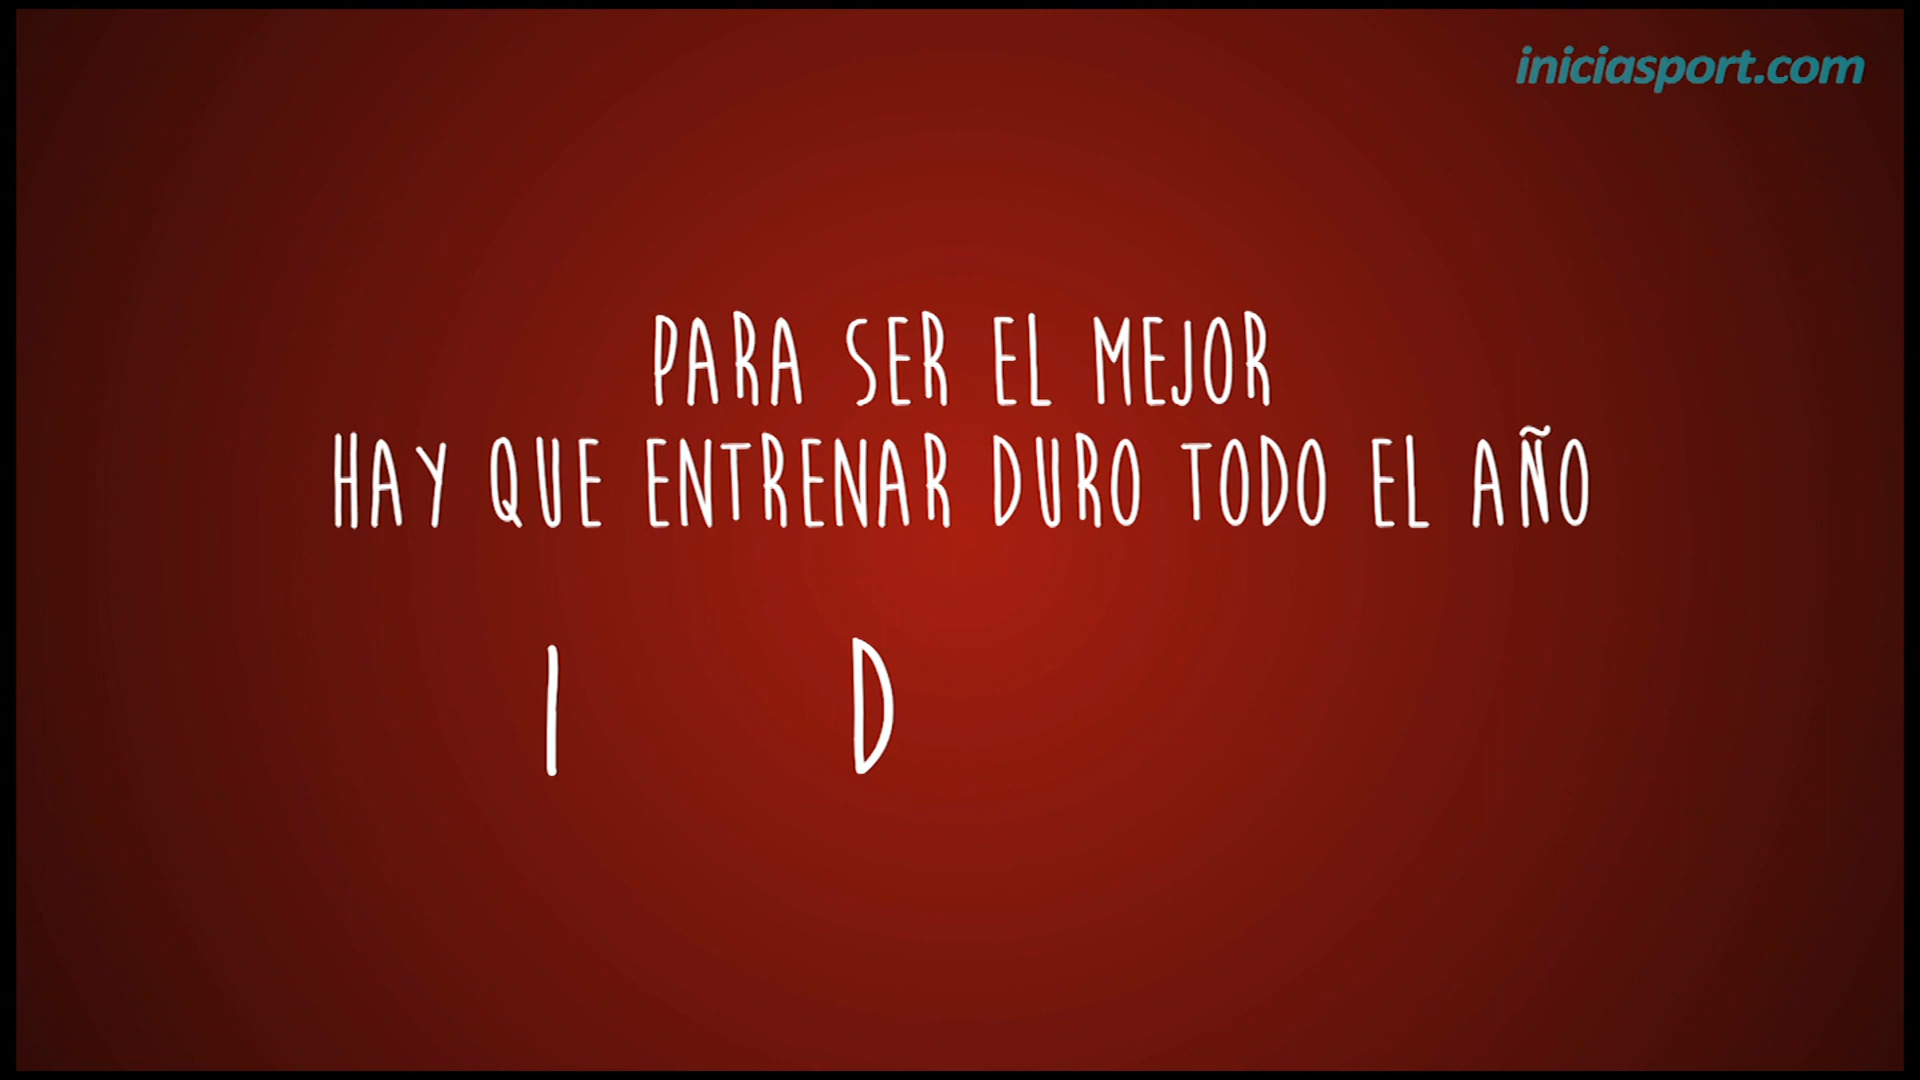 iniciasport.com
PARA SER EL MEJOR
HAY QUE ENTRENAR DURO TODO EL AÑO
I D